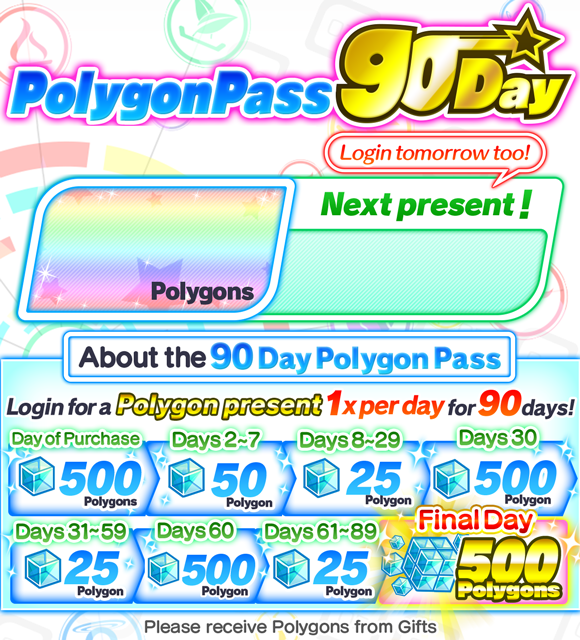 PolygonPass 90 Day
Login tomorrow too!
Next present!
Polygons
About the 90 Day Polygon Pass
Login for a Polygon present 1x per day for 90days!
Day of Purchase
500
Polygons
Days 2~7
50
Polygon
Days 8~29
25
Polygon
Days 30
500
Polygon
Days 31~59
25
Polygon
Days 60
500
Polygon
Days 61~89
25
Polygon
Final Day
500
Polygons
Please receive Polygons from Gifts